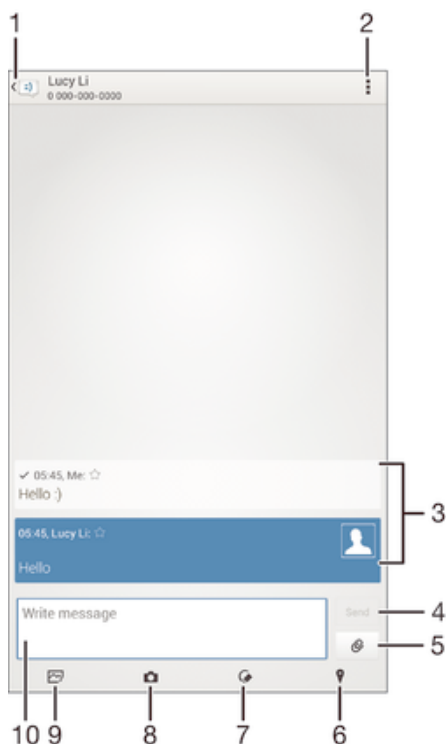 1
2
Lucy Li
0 000-000-0000
05:45, Me:
Hello :)
3
05:45, Lucy Li:
Hello
Write message
Send
4
5
10 9 8 7 6